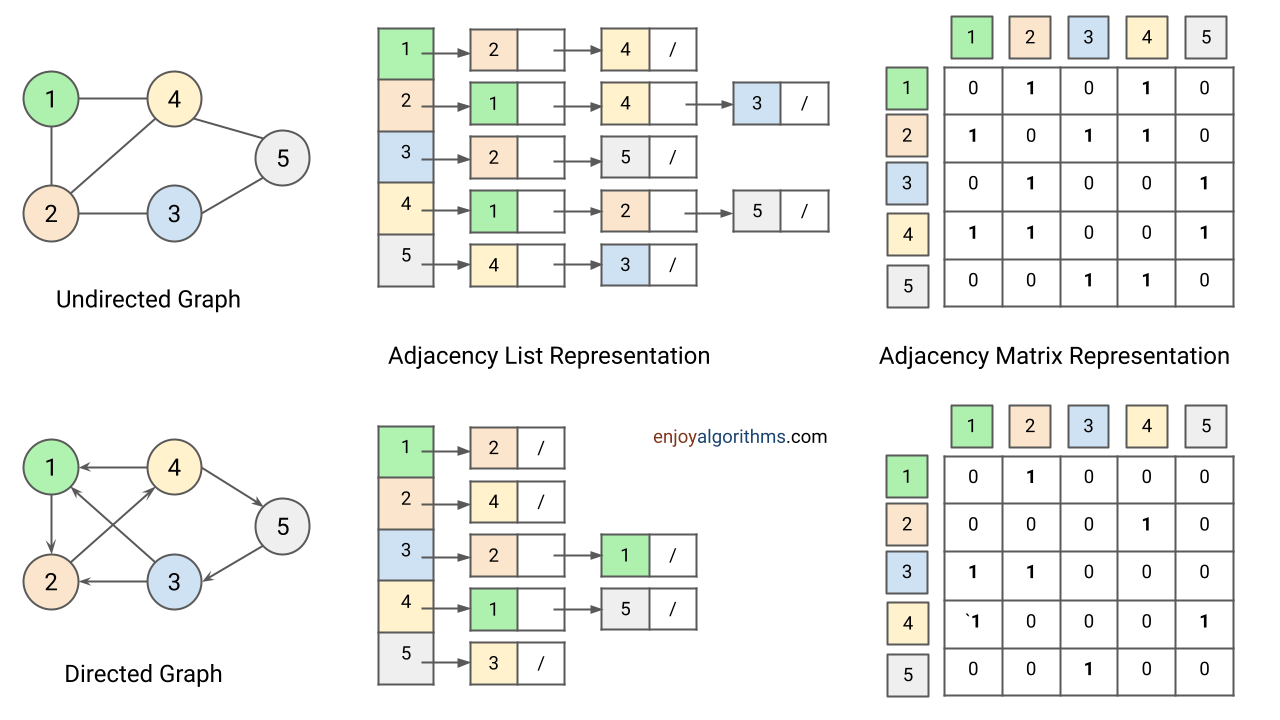 1 4 5 2 3
Undirected Graph
1 2 4 /
2 1 4 3 /
3 2 5 /
4 1 2 5 /
5 4 3 /
Adjacency List Representation
1 2 3 4 5
1 0 1 0 1 0
2 1 0 1 1 0
3 0 1 0 0 1
4 1 1 0 0 1
5 0 0 1 1 0
Adjacency Matrix Representation
1 4 5 2 3
Directed Graph
enjoyalgorithms.com
1 2 /
2 4 /
3 2 1 /
4 1 5 /
5 3 /
1 2 3 4 5
1 0 1 0 0 0
2 0 0 0 1 0
3 1 1 0 0 0
4 `1 0 0 0 1
5 0 0 1 0 0